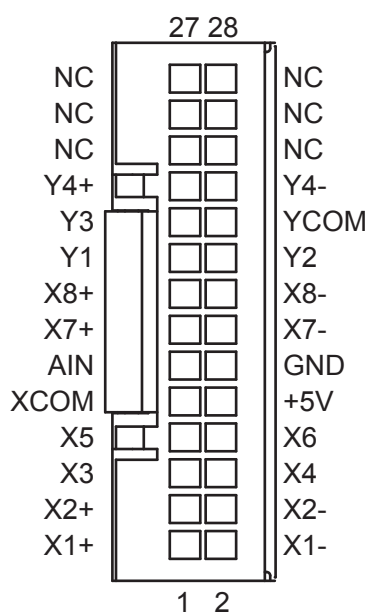 27 28
NC NC
NC NC
NC NC
Y4+ Y4-
Y3 YCOM
Y1 Y2
X8+ X8-
X7+ X7-
AIN GND
XCOM +5V
X5 X6
X3 X4
X2+ X2-
X1+ X1-
1 2